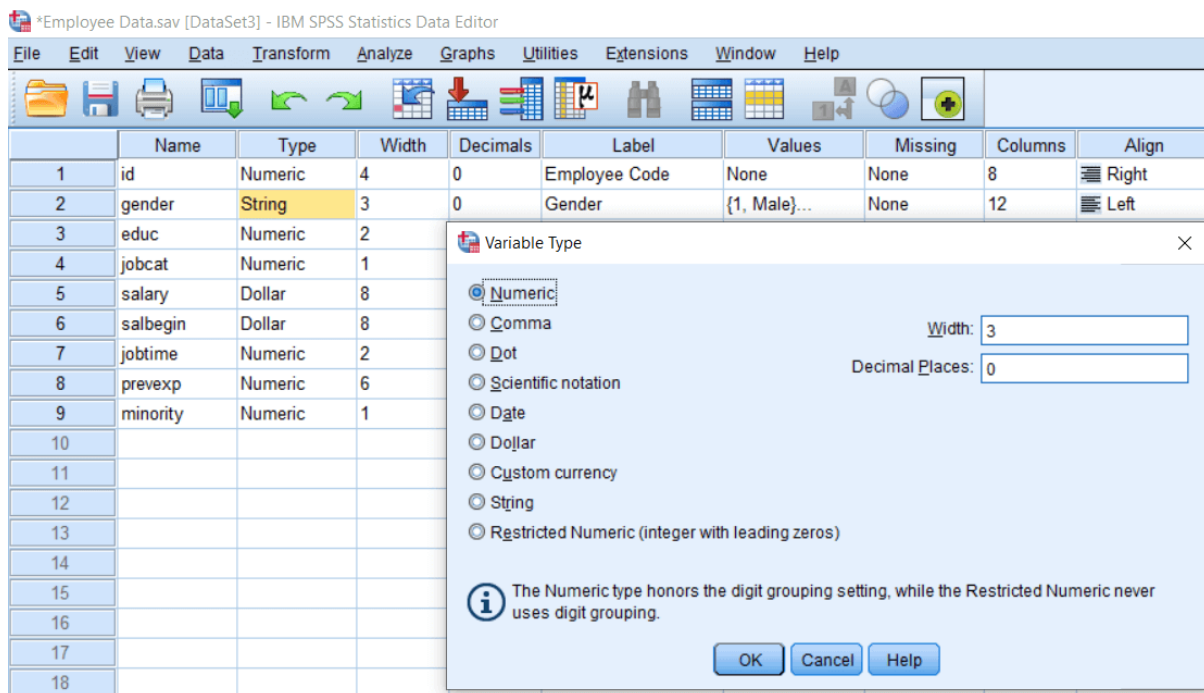 *Employee Data.sav [DataSet3] - IBM SPSS Statistics Data Editor
File Edit View Data Transform Analyze Graphs Utilities Extensions Window Help
Name Type Width Decimals Label Values Missing Columns Align
1 id Numeric 4 0 Employee Code None None 8 Right
2 gender String 3 0 Gender {1, Male}... None 12 Left
3 educ Numeric 2
4 jobcat Numeric 1
5 salary Dollar 8
6 salbegin Dollar 8
7 jobtime Numeric 2
8 prevexp Numeric 6
9 minority Numeric 1
10
11
12
13
14
15
16
17
18
Variable Type
Numeric
Comma
Dot
Scientific notation
Date
Dollar
Custom currency
String
Restricted Numeric (integer with leading zeros)
Width: 3
Decimal Places: 0
The Numeric type honors the digit grouping setting, while the Restricted Numeric never
uses digit grouping.
OK Cancel Help